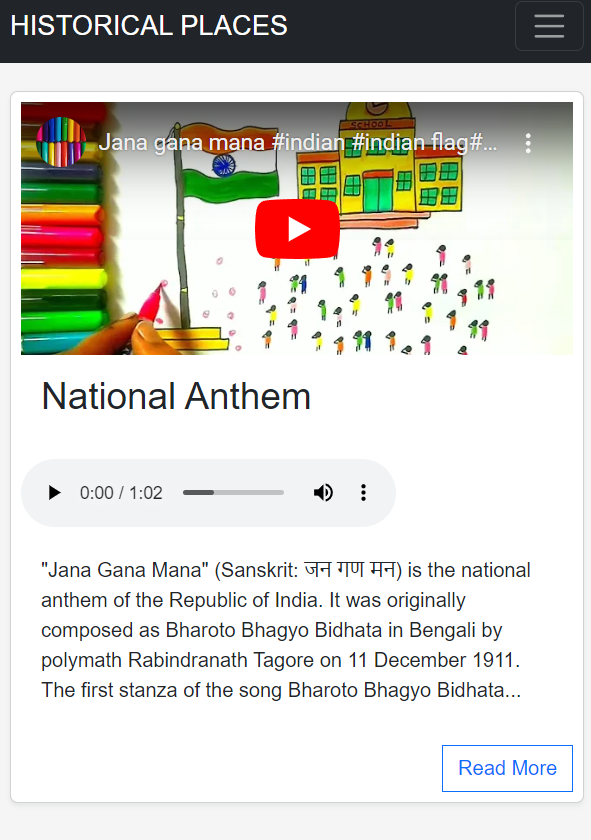 HISTORICAL PLACES
Jana gana mana #indian #indian flag#...
SCHOOL
National Anthem
0:00 / 1:02
"Jana Gana Mana" (Sanskrit: जन गण मन) is the national
anthem of the Republic of India. It was originally
composed as Bharoto Bhagyo Bidhata in Bengali by
polymath Rabindranath Tagore on 11 December 1911.
The first stanza of the song Bharoto Bhagyo Bidhata...
Read More